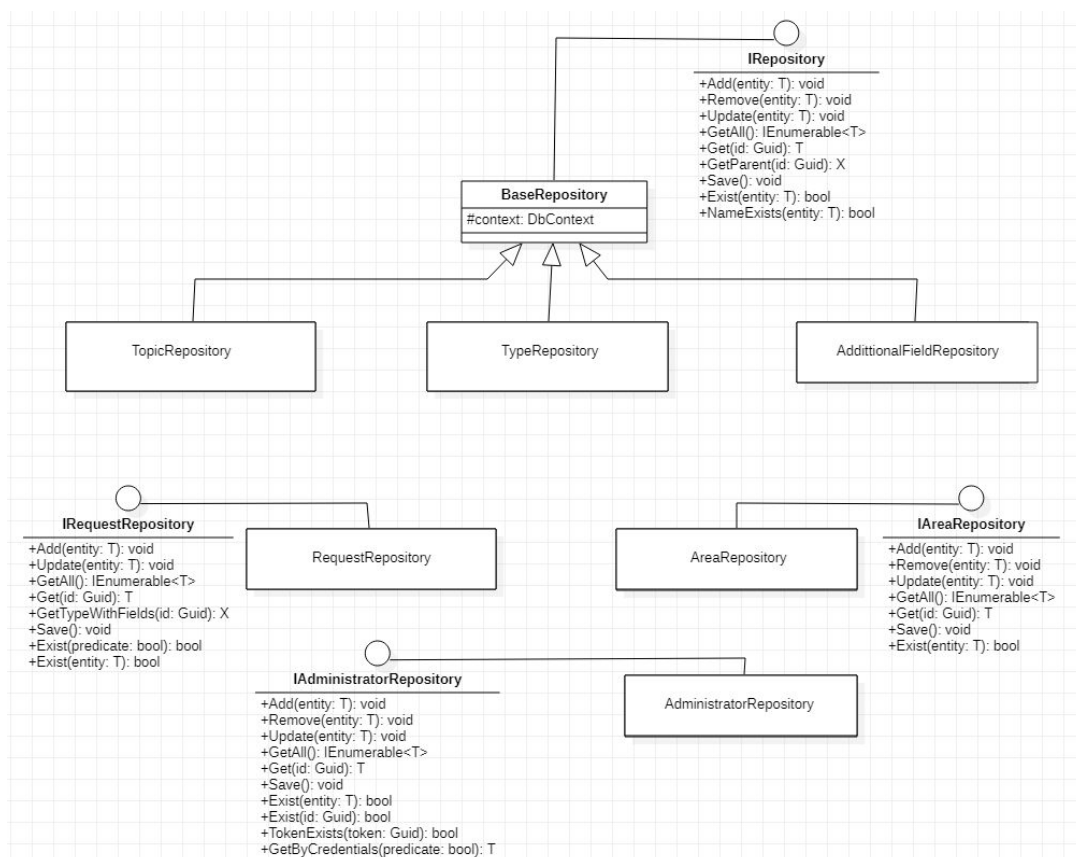 IRepository
+Add(entity: T): void
+Remove(entity: T): void
+Update(entity: T): void
+GetAll(): IEnumerable<T>
+Get(id: Guid): T
+GetParent(id: Guid): X
+Save(): void
+Exist(entity: T): bool
+NameExists(entity: T): bool
BaseRepository
#context: DbContext
TopicRepository
TypeRepository
AddittionalFieldRepository
IRequestRepository
+Add(entity: T): void
+Update(entity: T): void
+GetAll(): IEnumerable<T>
+Get(id: Guid): T
+GetTypeWithFields(id: Guid): X
+Save(): void
+Exist(predicate: bool): bool
+Exist(entity: T): bool
RequestRepository
AreaRepository
IAreaRepository
+Add(entity: T): void
+Remove(entity: T): void
+Update(entity: T): void
+GetAll(): IEnumerable<T>
+Get(id: Guid): T
+Save(): void
+Exist(entity: T): bool
IAdministratorRepository
+Add(entity: T): void
+Remove(entity: T): void
+Update(entity: T): void
+GetAll(): IEnumerable<T>
+Get(id: Guid): T
+Save(): void
+Exist(entity: T): bool
+Exist(id: Guid): bool
+TokenExists(token: Guid): bool
+GetByCredentials(predicate: bool): T
AdministratorRepository